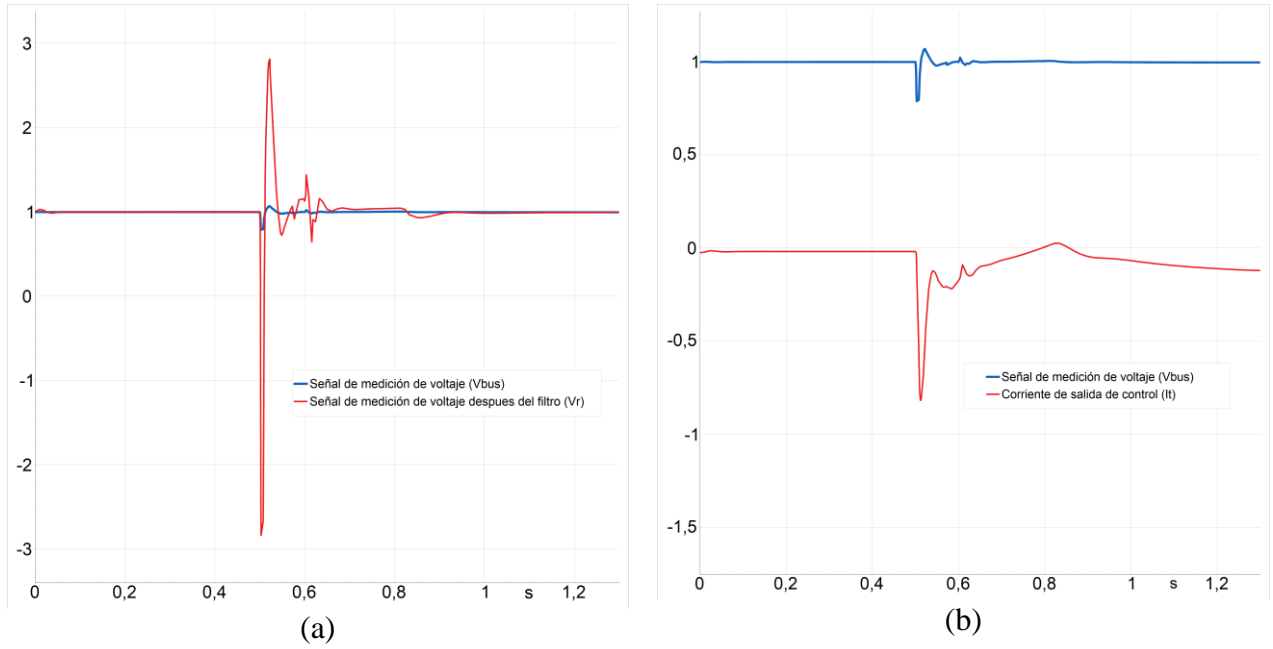 3
2
1
0
-1
-2
-3
0 0,2 0,4 0,6 0,8 1 s 1,2
Señal de medición de voltaje (Vbus)
Señal de medición de voltaje despues del filtro (Vr)
(a)
1
0,5
0
-0,5
-1
-1,5
0 0,2 0,4 0,6 0,8 1 s 1,2
Señal de medición de voltaje (Vbus)
Corriente de salida de control (It)
(b)